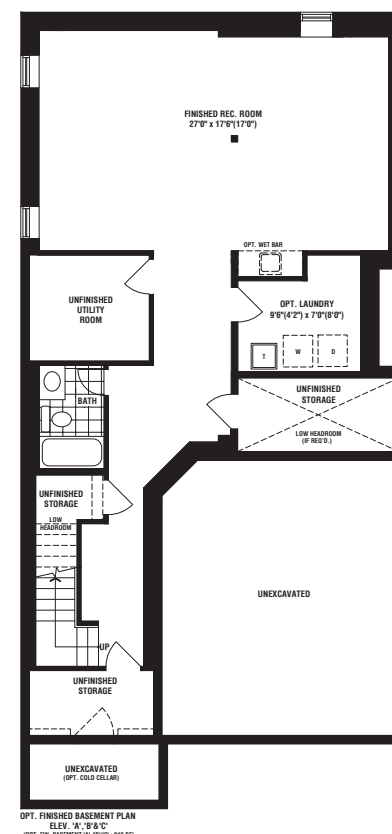 FINISHED REC. ROOM
27'0" x 17'6"(17'0")
OPT. WET BAR
UNFINISHED
UTILITY
ROOM
OPT. LAUNDRY
9'6"(4'2") x 7'0"(8'0")
T
W
D
BATH
UNFINISHED
STORAGE
LOW HEADROOM
(IF REQ'D.)
UNFINISHED
STORAGE
LOW
HEADROOM
UNEXCAVATED
UP
UNFINISHED
STORAGE
UNEXCAVATED
(OPT. COLD CELLAR)
OPT. FINISHED BASEMENT PLAN
ELEV. 'A','B'&'C'